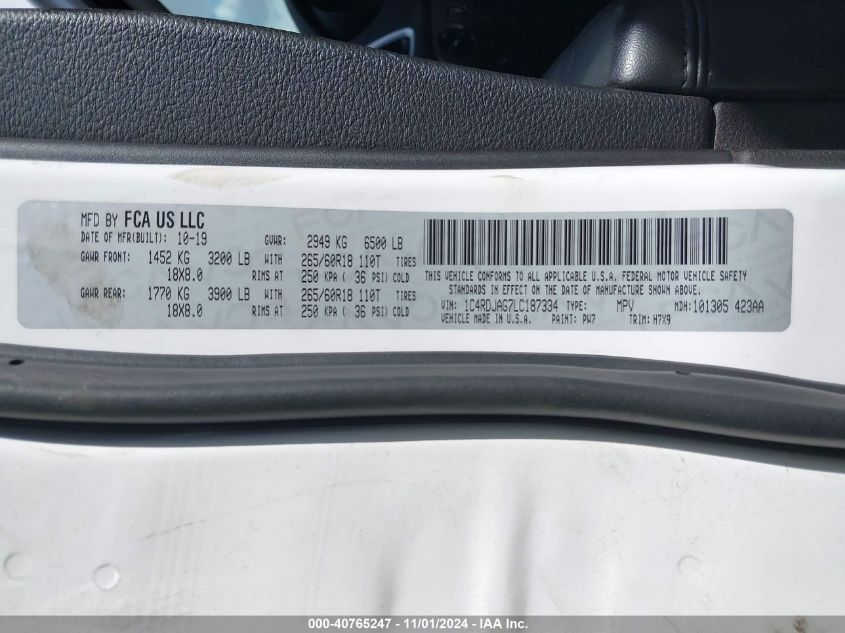 MFD BY FCA US LLC
DATE OF MFR(BUILT): 10-19 GVWR: 2949 KG 6500 LB
GAWR FRONT: 1452 KG 3200 LB WITH 265/60R18 110T TIRES
18X8.0 RIMS AT 250 KPA ( 36 PSI) COLD
GAWR REAR: 1770 KG 3900 LB WITH 265/60R18 110T TIRES
18X8.0 RIMS AT 250 KPA ( 36 PSI) COLD
THIS VEHICLE CONFORMS TO ALL APPLICABLE U.S.A. FEDERAL MOTOR VEHICLE SAFETY
STANDARDS IN EFFECT ON THE DATE OF MANUFACTURE SHOWN ABOVE.
VIN: 1C4RDJAG7LC187334 TYPE: MPV MDH: 101305 423AA
VEHICLE MADE IN U.S.A. PAINT: PW7 TRIM: H7X9
000-40765247 - 11/01/2024 - IAA Inc.